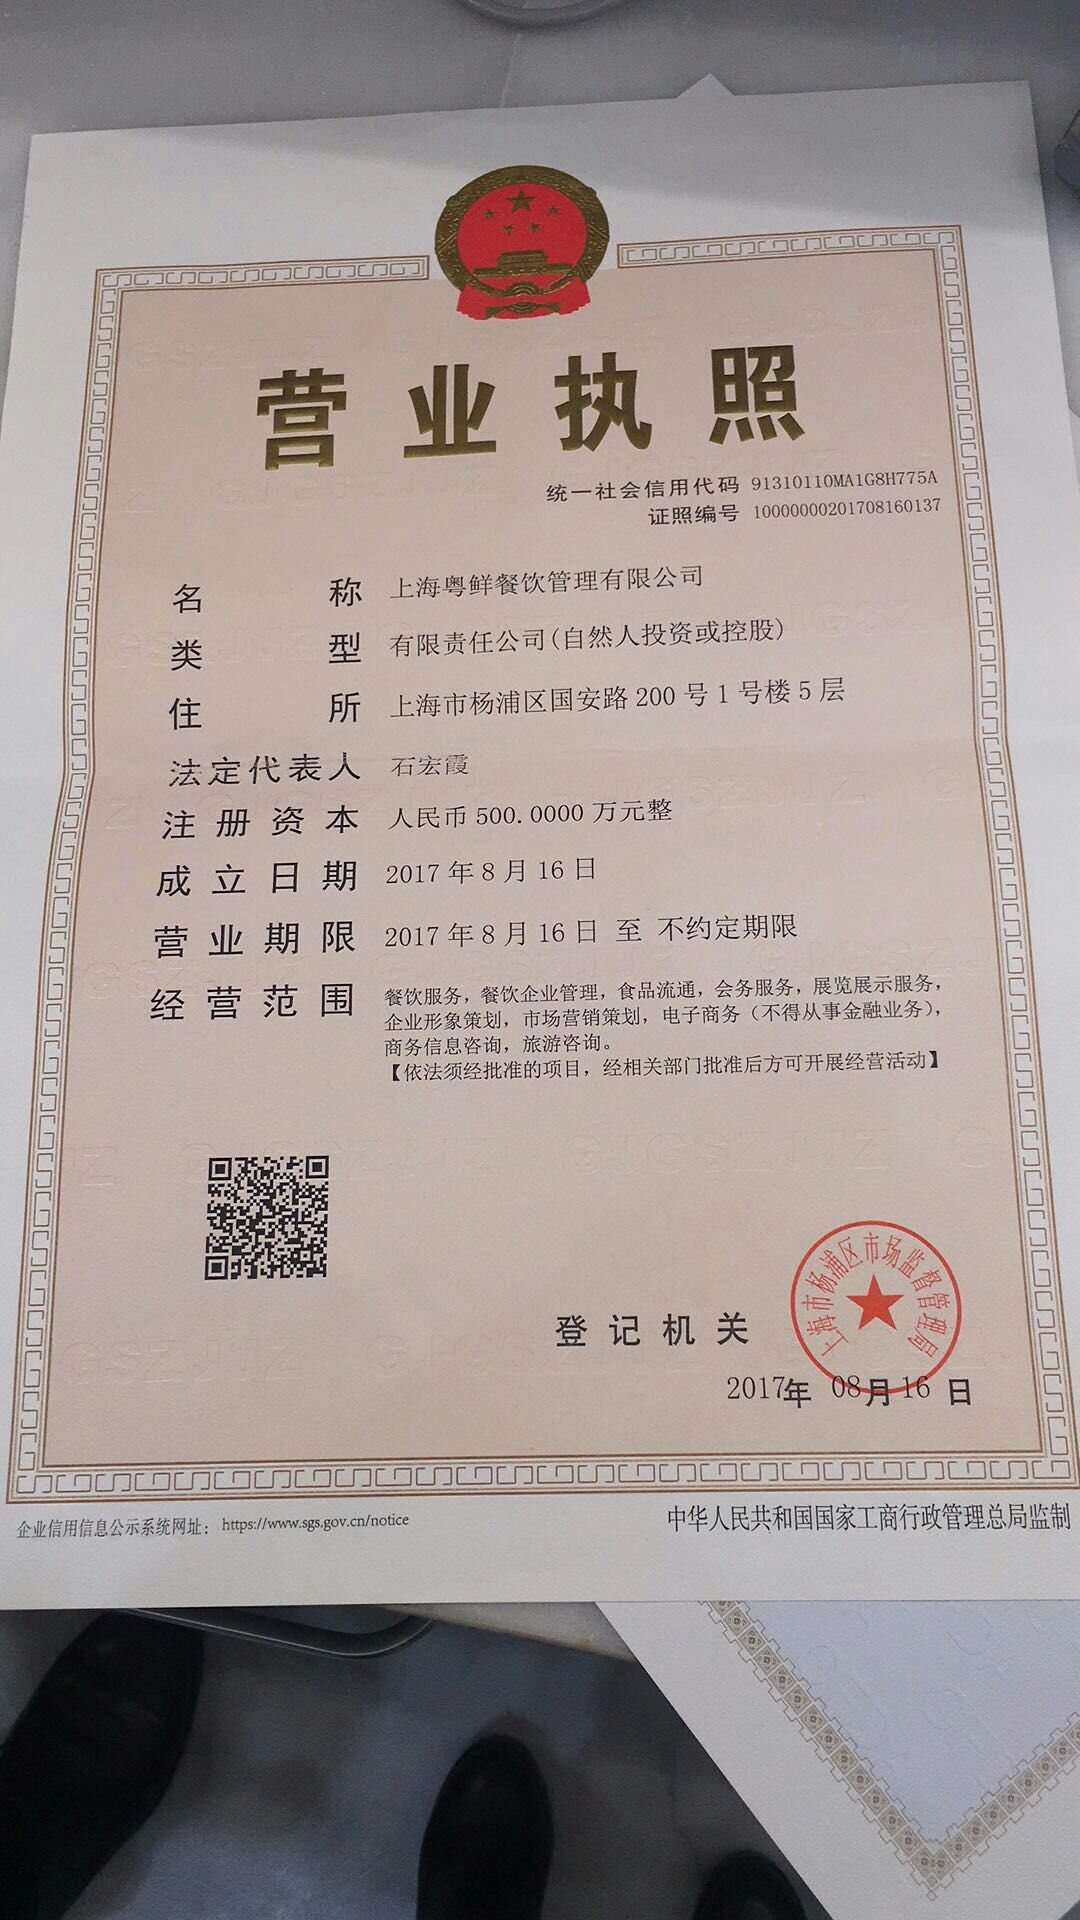 营业执照
统一社会信用代码 91310110MA1G8H775A
证照编号 10000000201708160137
名称 上海粤鲜餐饮管理有限公司
类型 有限责任公司(自然人投资或控股)
住所 上海市杨浦区国安路200号1号楼5层
法定代表人 石宏霞
注册资本 人民币500.0000万元整
成立日期 2017年8月16日
营业期限 2017年8月16日 至 不约定期限
经营范围 餐饮服务，餐饮企业管理，食品流通，会务服务，展览展示服务，
企业形象策划，市场营销策划，电子商务（不得从事金融业务），
商务信息咨询，旅游咨询。
【依法须经批准的项目，经相关部门批准后方可开展经营活动】
上海市杨浦区市场监督管理局
登记机关
2017年 08月16 日
企业信用信息公示系统网址： https://www.sgs.gov.cn/notice
中华人民共和国国家工商行政管理总局监制